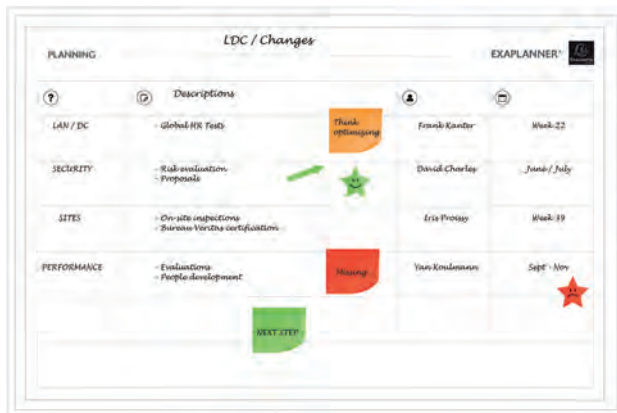 LDC / Changes
PLANNING
EXAPLANNER®
?
Descriptions
LAN / DC
- Global HR Tests
Think
optimizing
Frank Kanter
Week 22
SECURITY
- Risk evaluation
- Proposals
David Charles
June / July
SITES
- On-site inspections
- Bureau Veritas certification
Iris Proissy
Week 39
PERFORMANCE
- Evaluations
- People development
Missing
Yan Koulmann
Sept - Nov
NEXT STEP